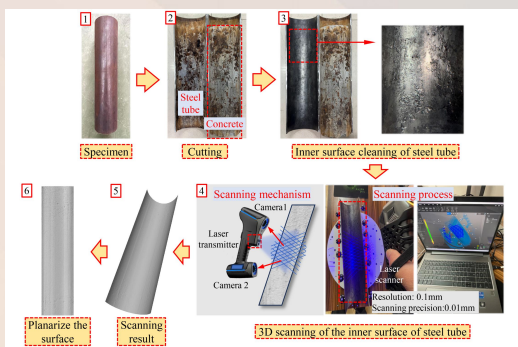 1
2
3
Steel
tube
Concrete
Specimen
Cutting
Inner surface cleaning of steel tube
6
5
4
Scanning mechanism
Camera1
Laser
transmitter
Camera 2
Scanning process
Laser
scanner
Resolution: 0.1mm
Scanning precision:0.01mm
Planarize the
surface
Scanning
result
3D scanning of the inner surface of steel tube